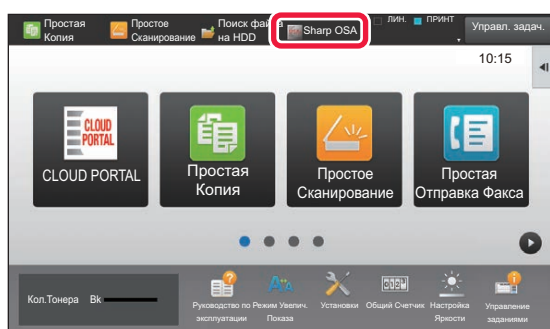 Простая
Копия
Простое
Сканирование
Поиск файла
на HDD
Sharp OSA
ЛИН.
ПРИНТ
Управл. задач.
10:15
CLOUD
PORTAL
CLOUD PORTAL
Простая
Копия
Простое
Сканирование
Простая
Отправка Факса
Кол.Тонера Bk
Руководство по
эксплуатации
Режим Увелич.
Показа
Установки
Общий Счетчик
Настройка
Яркости
Управление
заданиями